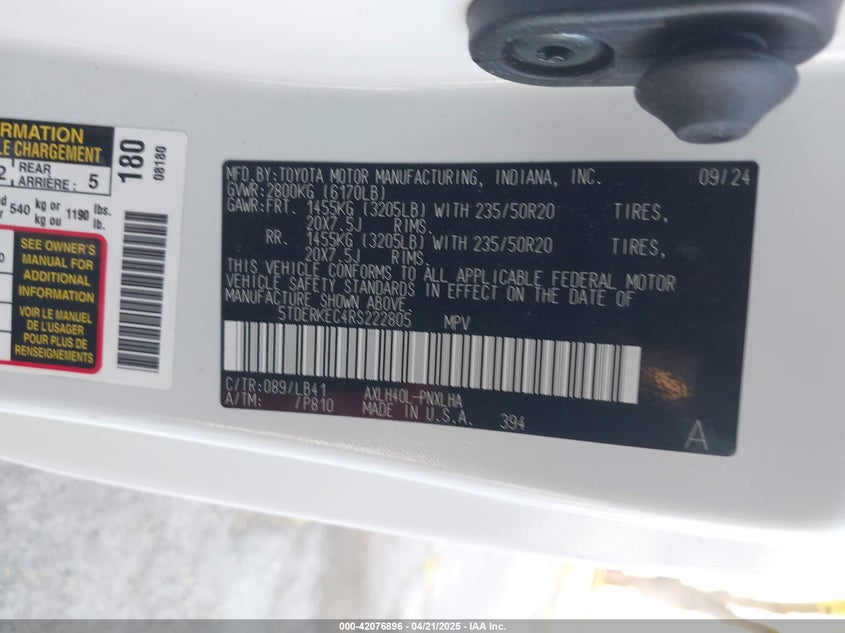 RMATION
LE CHARGEMENT
2 REAR
ARRIÈRE : 5
540 kg or 1190 lbs.
kg ou lb.
SEE OWNER'S
MANUAL FOR
ADDITIONAL
INFORMATION
VOIR LE MANUEL
DE L'USAGER
POUR PLUS DE
RENSEIGNEMENTS
180
08180
MFD.BY:TOYOTA MOTOR MANUFACTURING, INDIANA, INC. 09/24
GVWR:2800KG (6170LB)
GAWR:FRT. 1455KG (3205LB) WITH 235/50R20 TIRES,
20X7.5J RIMS.
RR. 1455KG (3205LB) WITH 235/50R20 TIRES,
20X7.5J RIMS.
THIS VEHICLE CONFORMS TO ALL APPLICABLE FEDERAL MOTOR
VEHICLE SAFETY STANDARDS IN EFFECT ON THE DATE OF
MANUFACTURE SHOWN ABOVE.
5TDERKEC4RS222805 MPV
C/TR:089/LB41 AXLH40L-PNXLHA
A/TM: /P810 MADE IN U.S.A. 394
A
000-42076896 - 04/21/2025 - IAA Inc.